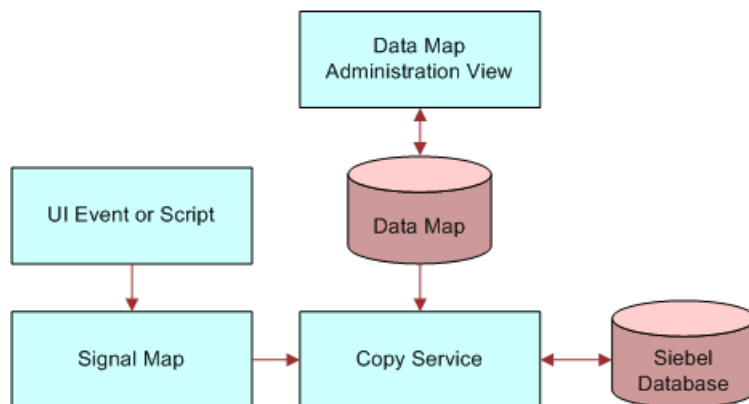 Data Map
Administration View
UI Event or Script
Data Map
Signal Map
Copy Service
Siebel
Database